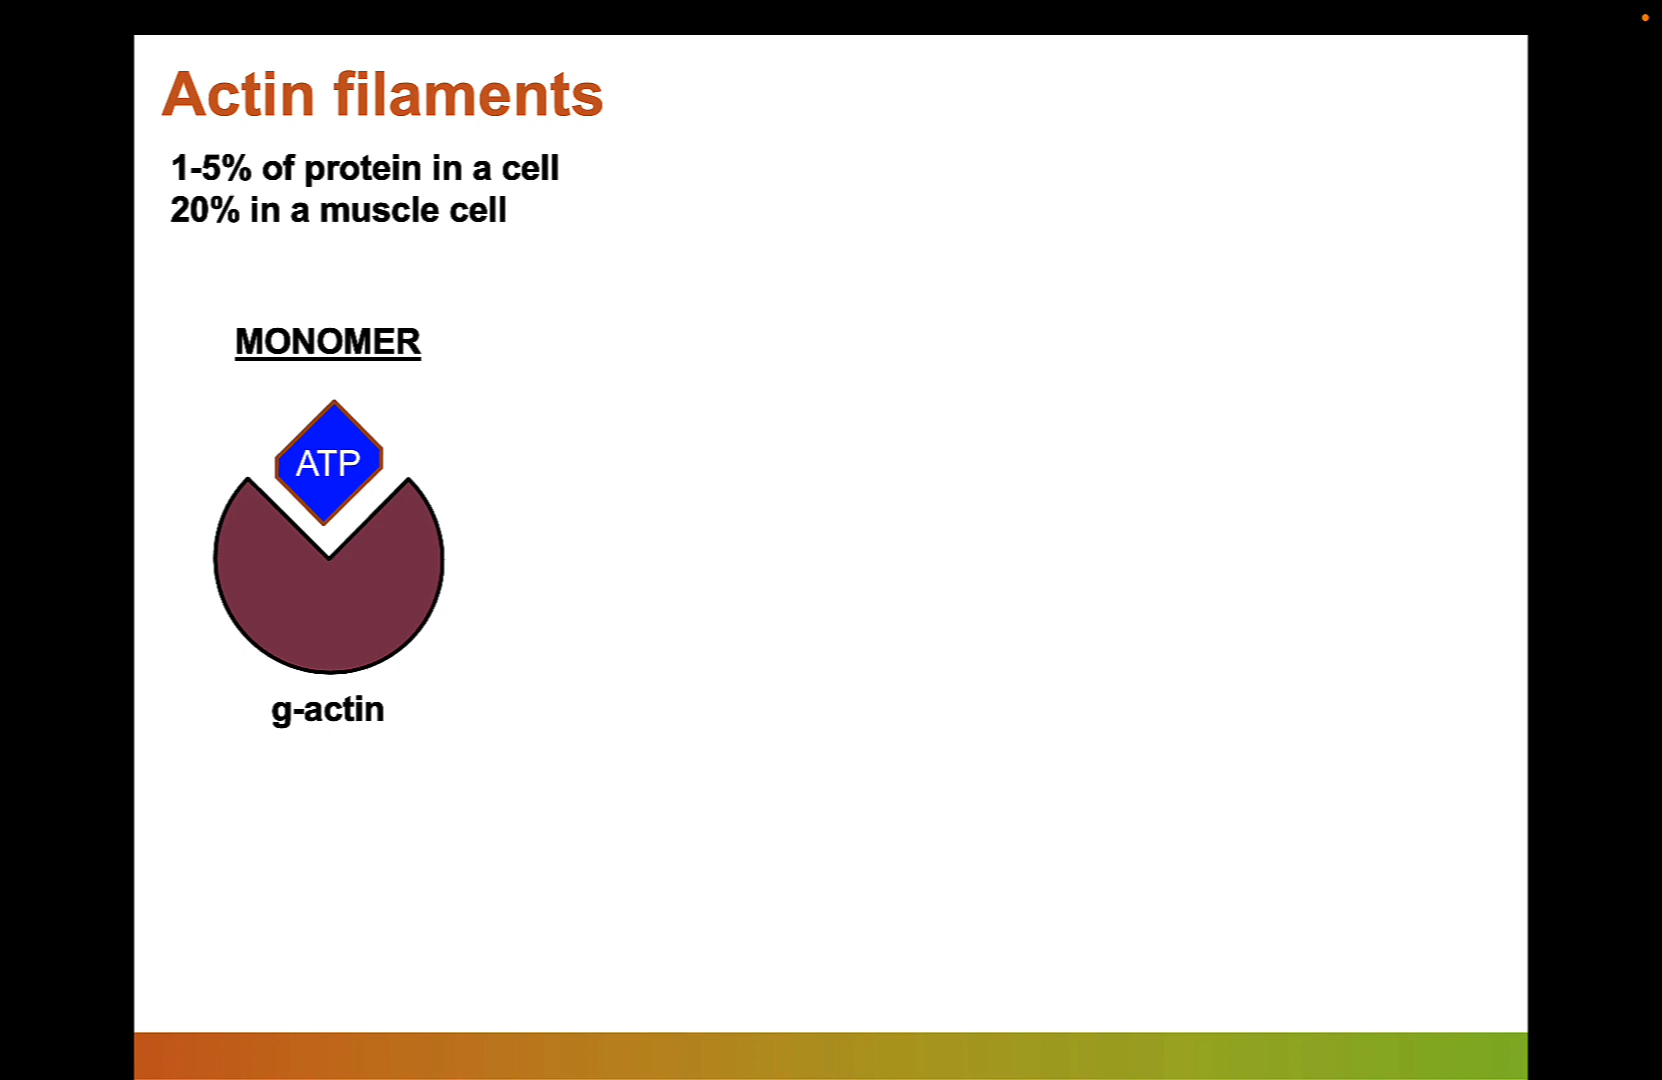 Actin filaments
1-5% of protein in a cell
20% in a muscle cell
MONOMER
ATP
g-actin